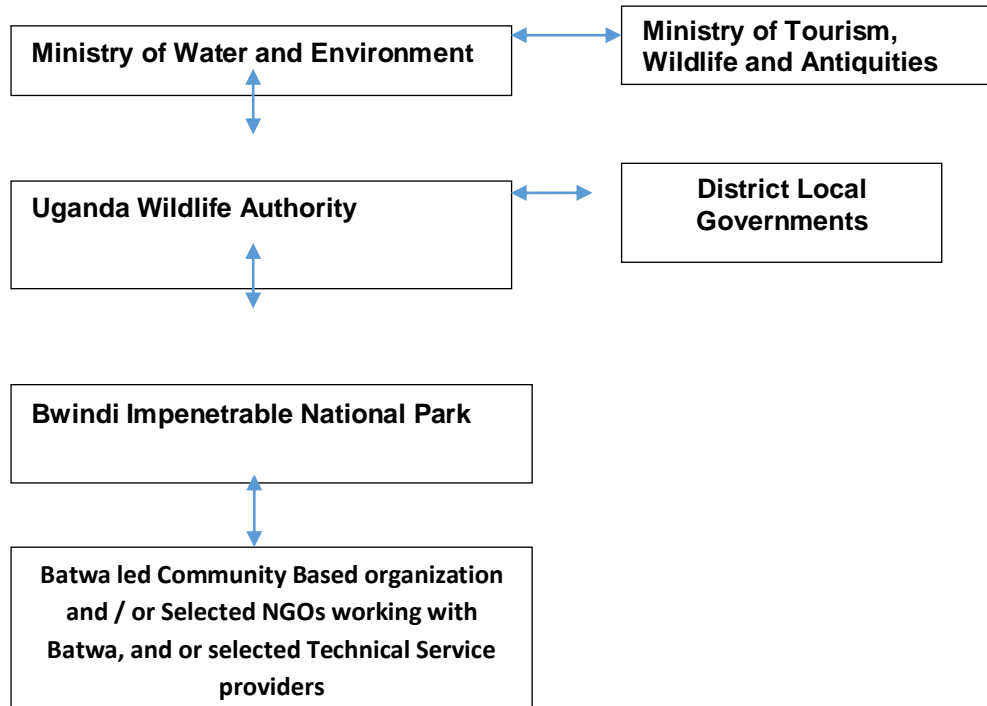 Ministry of Water and Environment
Ministry of Tourism,
Wildlife and Antiquities
Uganda Wildlife Authority
District Local
Governments
Bwindi Impenetrable National Park
Batwa led Community Based organization
and / or Selected NGOs working with
Batwa, and or selected Technical Service
providers